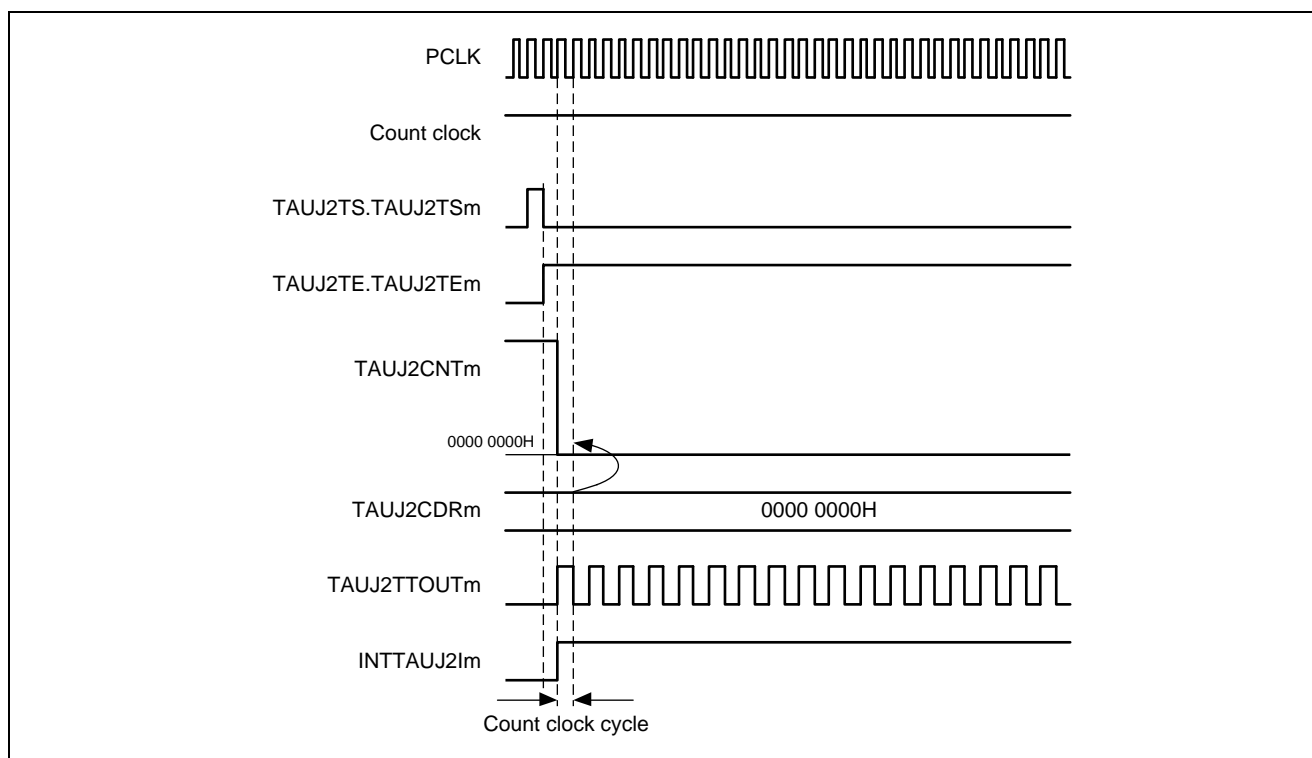 PCLK
Count clock
TAUJ2TS.TAUJ2TSm
TAUJ2TE.TAUJ2TEm
TAUJ2CNTm
0000 0000H
TAUJ2CDRm
0000 0000H
TAUJ2TTOUTm
INTTAUJ2Im
Count clock cycle